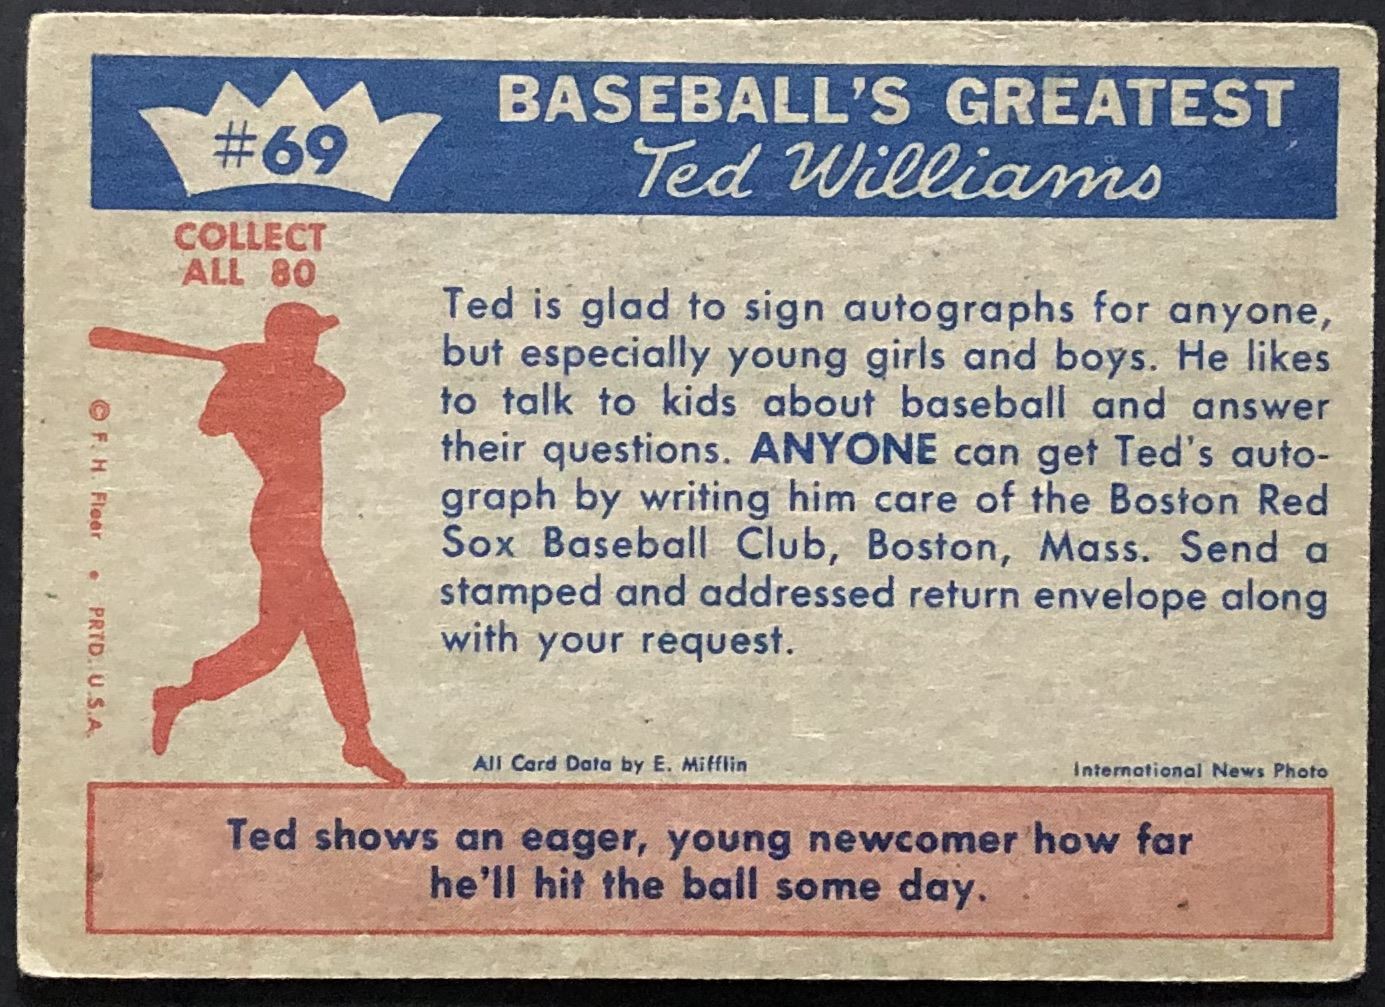 #69
BASEBALL'S GREATEST
Ted Williams
COLLECT
ALL 80
Ted is glad to sign autographs for anyone,
but especially young girls and boys. He likes
to talk to kids about baseball and answer
their questions. ANYONE can get Ted's auto-
graph by writing him care of the Boston Red
Sox Baseball Club, Boston, Mass. Send a
stamped and addressed return envelope along
with your request.
© F. H. Fleer • PRTD. U.S.A.
All Card Data by E. Mifflin
International News Photo
Ted shows an eager, young newcomer how far
he'll hit the ball some day.